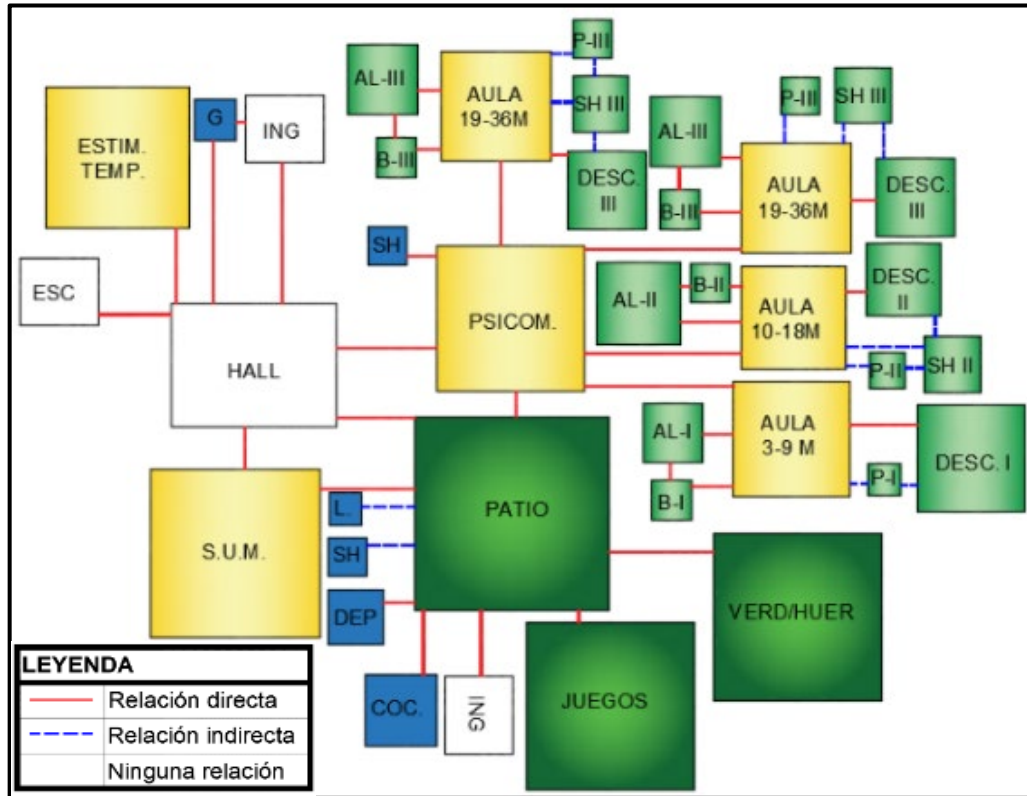 P-III
AL-III
AULA
19-36M
SH III
P-III
SH III
G
ING
ESTIM.
TEMP.
AL-III
B-III
DESC.
III
AULA
19-36M
DESC.
III
B-III
SH
ESC
PSICOM.
AL-II
B-II
AULA
10-18M
DESC.
II
P-II
SH II
HALL
AULA
3-9 M
AL-I
DESC. I
P-I
B-I
S.U.M.
L.
PATIO
SH
DEP
VERD/HUER
COC.
ING
JUEGOS
LEYENDA
Relación directa
Relación indirecta
Ninguna relación